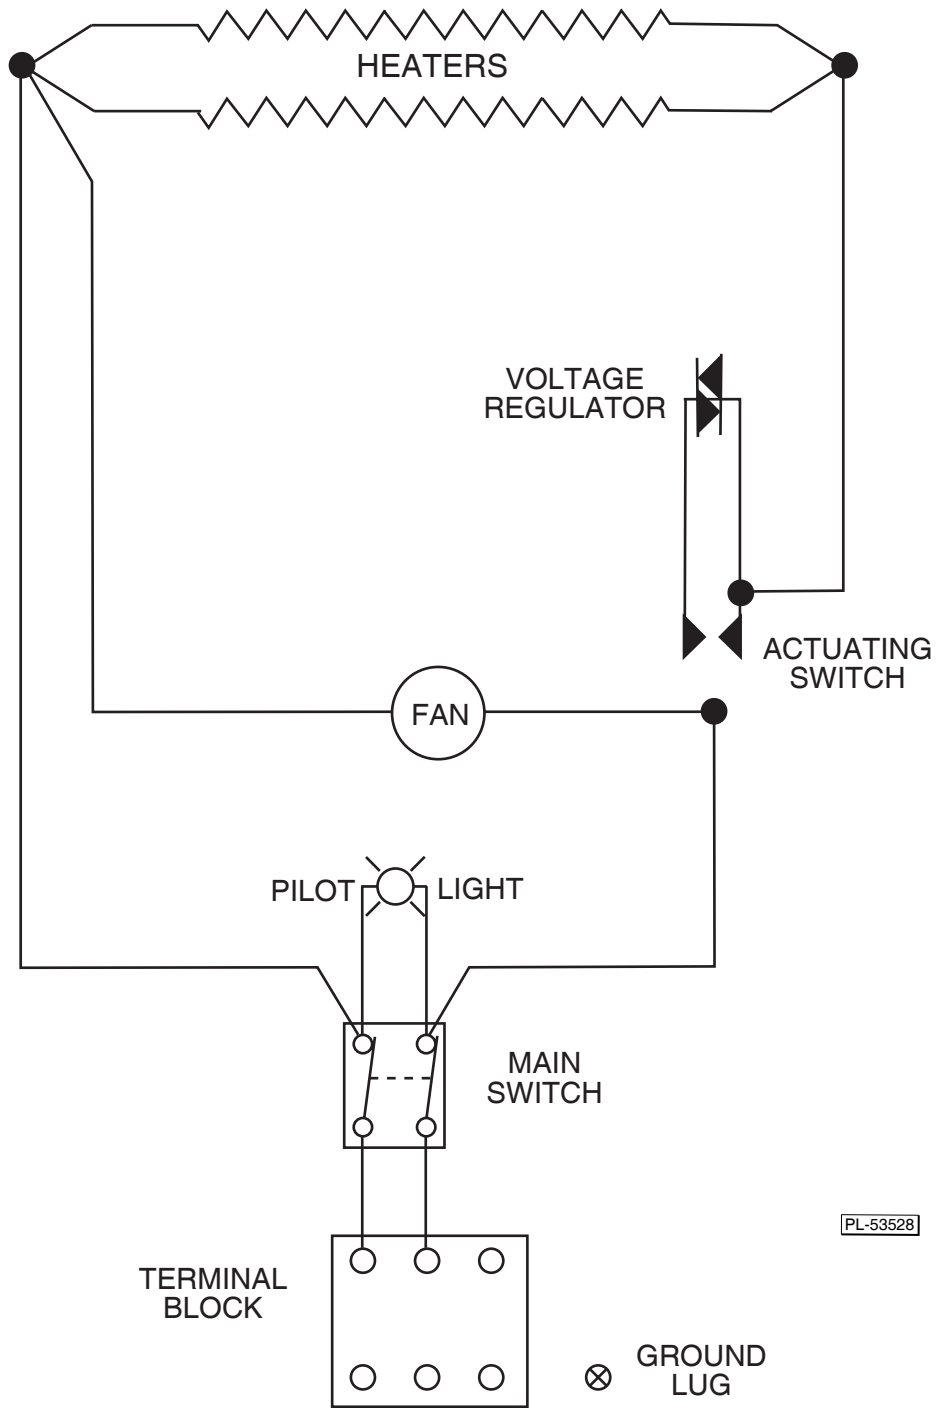 HEATERS
VOLTAGE
REGULATOR
ACTUATING
SWITCH
FAN
PILOT LIGHT
MAIN
SWITCH
PL-53528
TERMINAL
BLOCK
GROUND
LUG